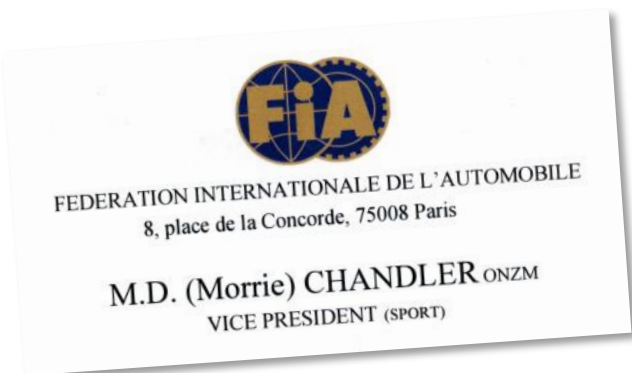 FiA
FEDERATION INTERNATIONALE DE L'AUTOMOBILE
8, place de la Concorde, 75008 Paris
M.D. (Morrie) CHANDLER ONZM
VICE PRESIDENT (SPORT)